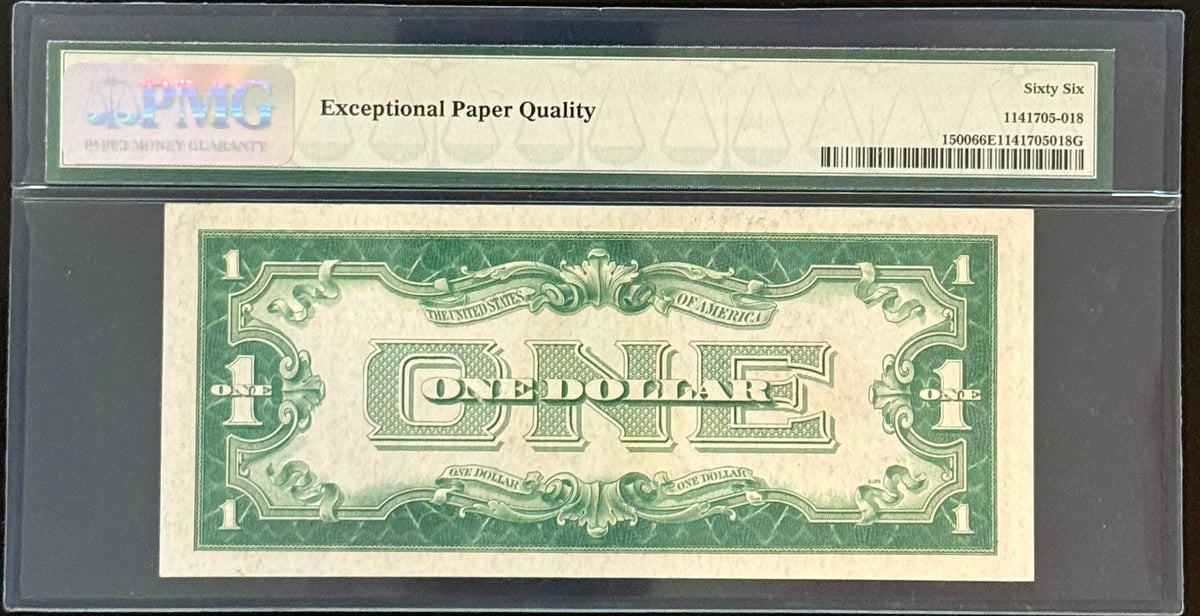 PMG
PAPER MONEY GUARANTY
Exceptional Paper Quality
Sixty Six
1141705-018
150066E1141705018G
1
1
THE UNITED STATES
OF AMERICA
1
ONE
ONE
ONE DOLLAR
1
ONE
ONE DOLLAR
ONE DOLLAR
1
1